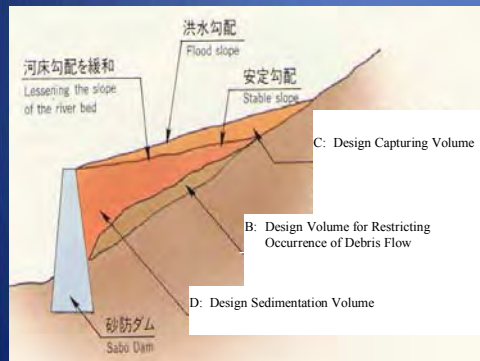 洪水勾配
Flood slope
河床勾配を緩和
Lessening the slope
of the river bed
安定勾配
Stable slope
C: Design Capturing Volume
B: Design Volume for Restricting
Occurrence of Debris Flow
D: Design Sedimentation Volume
砂防ダム
Sabo Dam